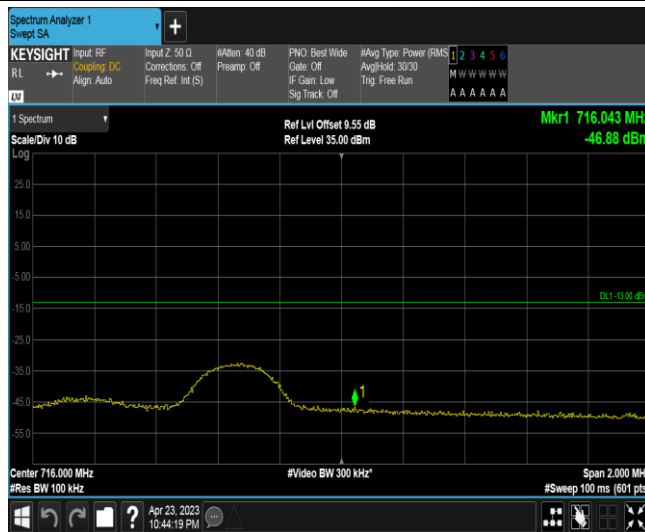 Spectrum Analyzer 1
Swept SA
+
KEYSIGHT
RL
Input: RF
Coupling: DC
Align: Auto
Input Z: 50 Ω
Corrections: Off
Freq Ref: Int (S)
#Atten: 40 dB
Preamp: Off
PNO: Best Wide
Gate: Off
IF Gain: Low
Sig Track: Off
#Avg Type: Power (RMS
Avg|Hold: 30/30
Trig: Free Run
1 2 3 4 5 6
M W W W W W
A A A A A A
1 Spectrum
Scale/Div 10 dB
Log
Ref Lvl Offset 9.55 dB
Ref Level 35.00 dBm
Mkr1 716.043 MHz
-46.88 dBm
25.0
15.0
5.00
-5.00
-15.0
-25.0
-35.0
-45.0
-55.0
DL1 -13.00 dBm
1
Center 716.000 MHz
#Res BW 100 kHz
#Video BW 300 kHz*
Span 2.000 MHz
#Sweep 100 ms (601 pts
?
Apr 23, 2023
10:44:19 PM